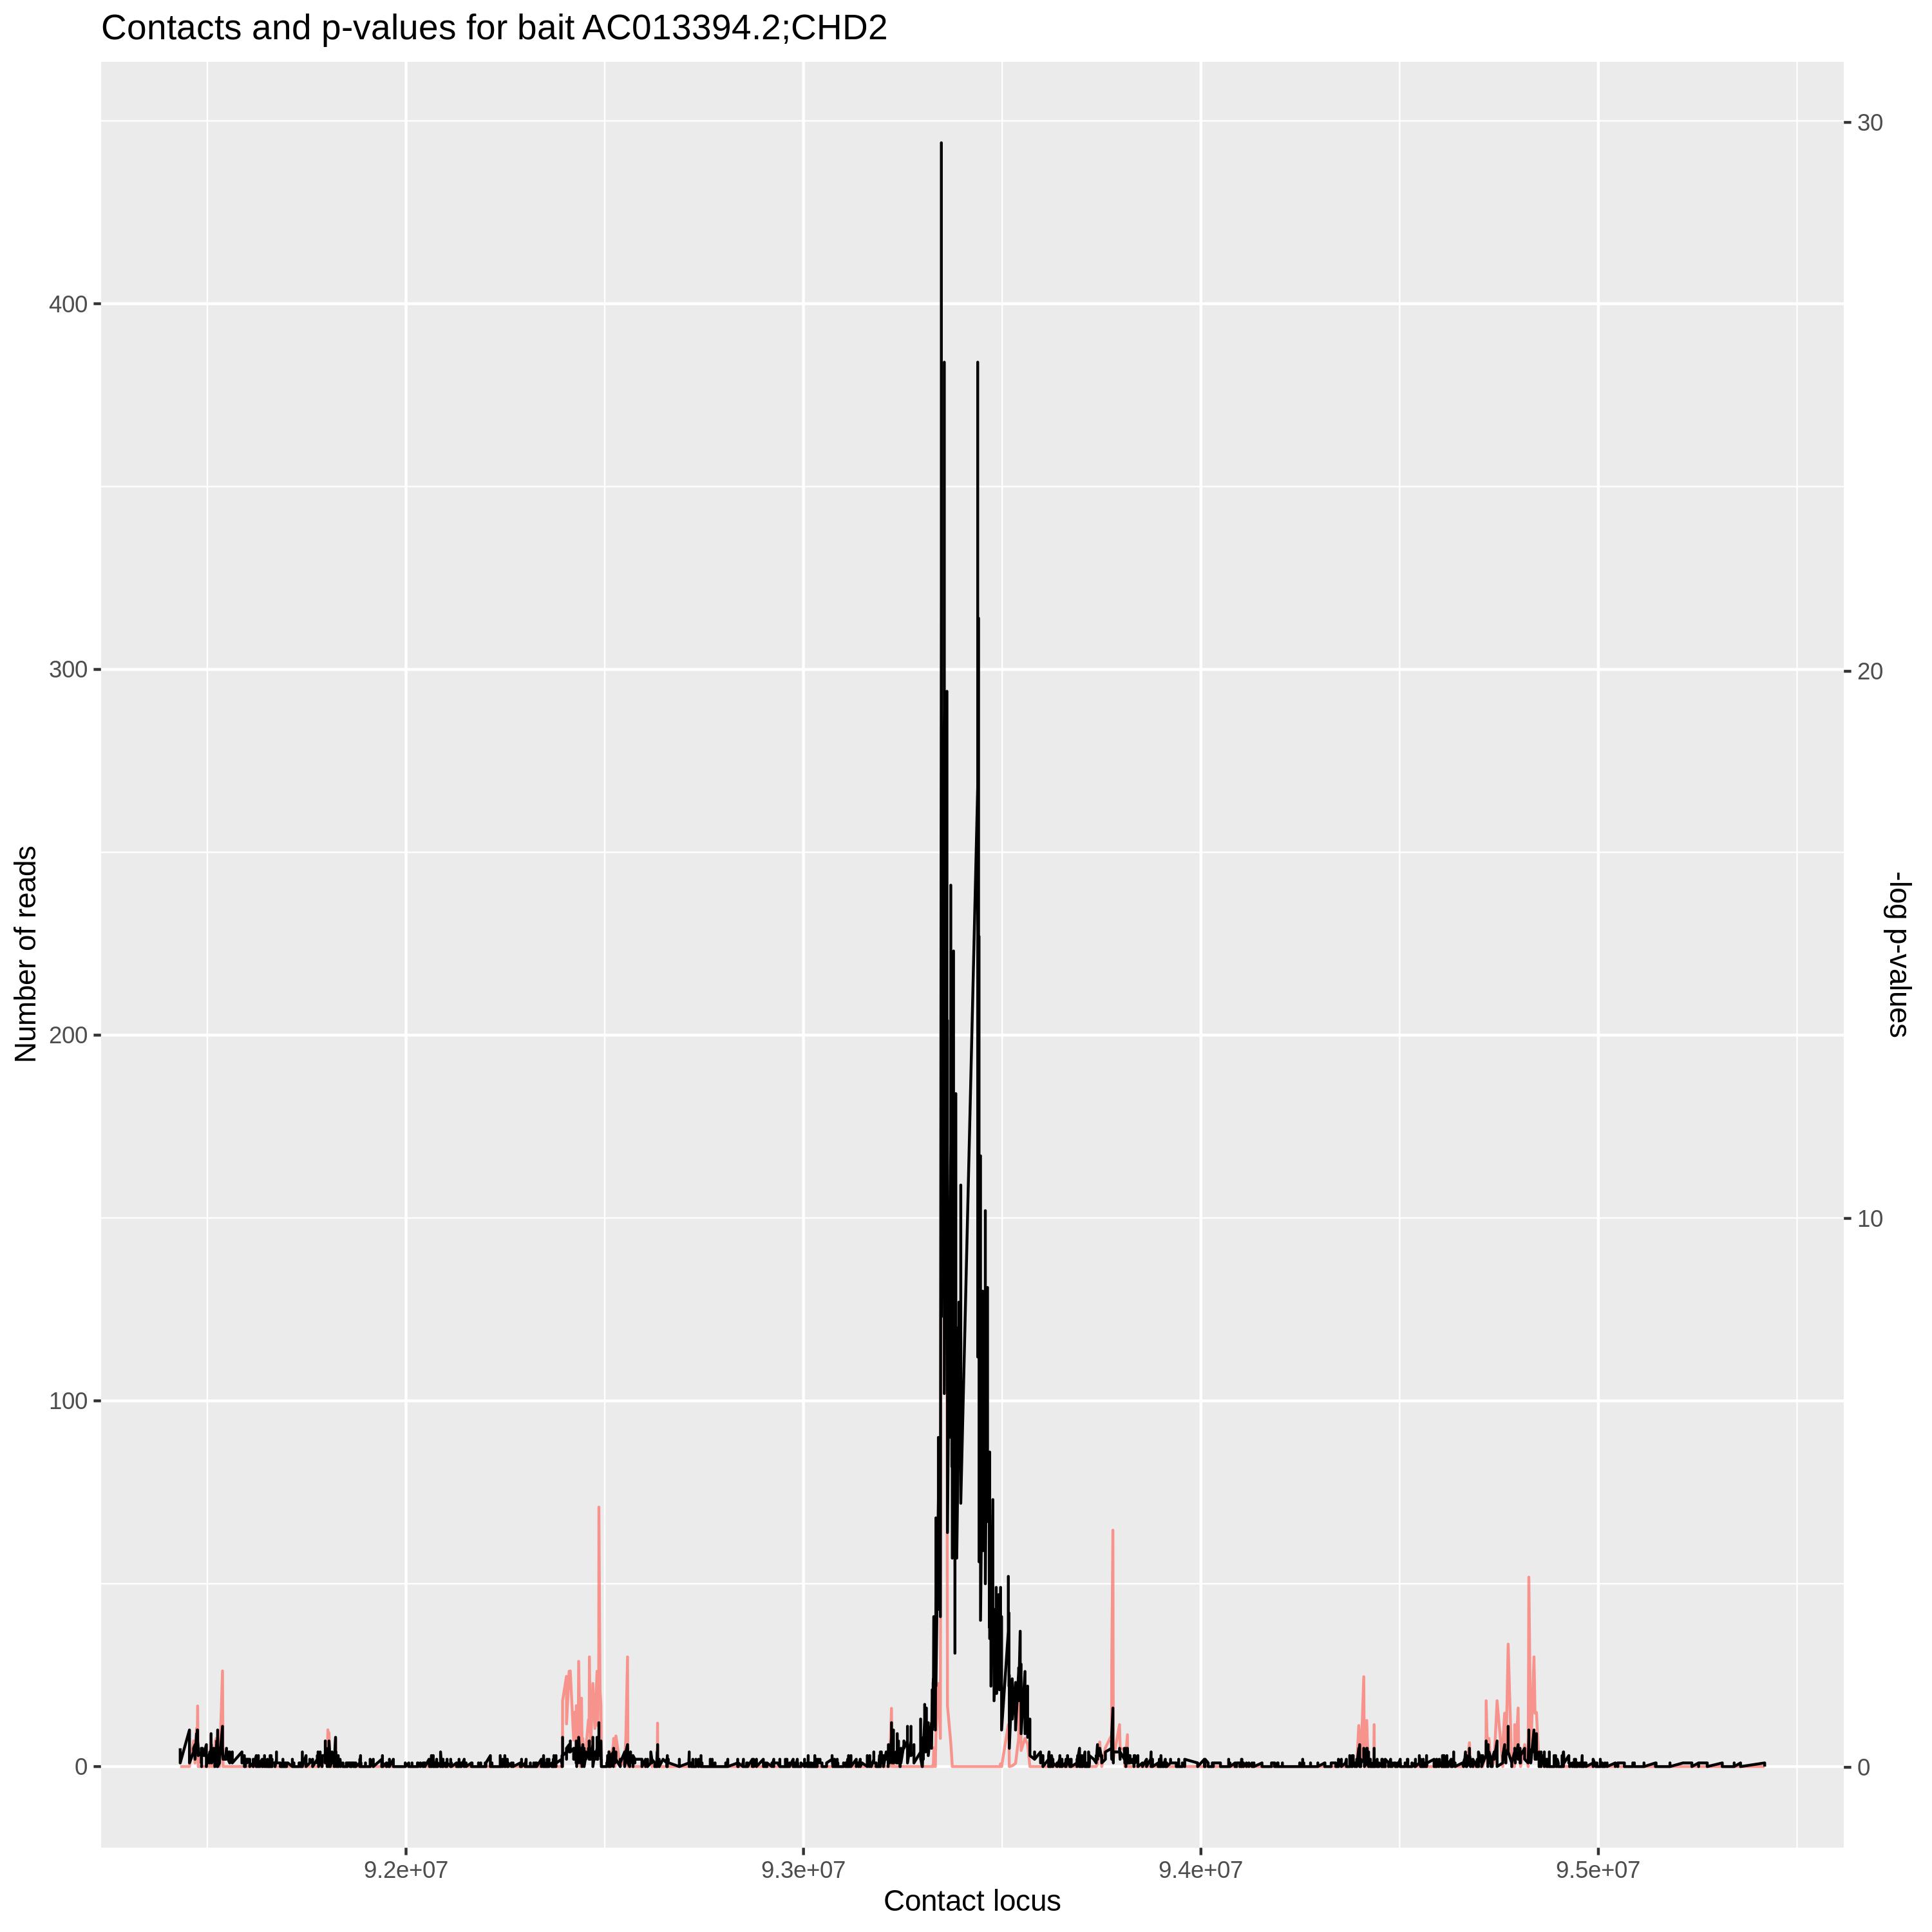 Contacts and p-values for bait AC013394.2;CHD2
Number of reads
400
300
200
100
0
30
20
10
0
-log p-values
9.2e+07 9.3e+07 9.4e+07 9.5e+07
Contact locus